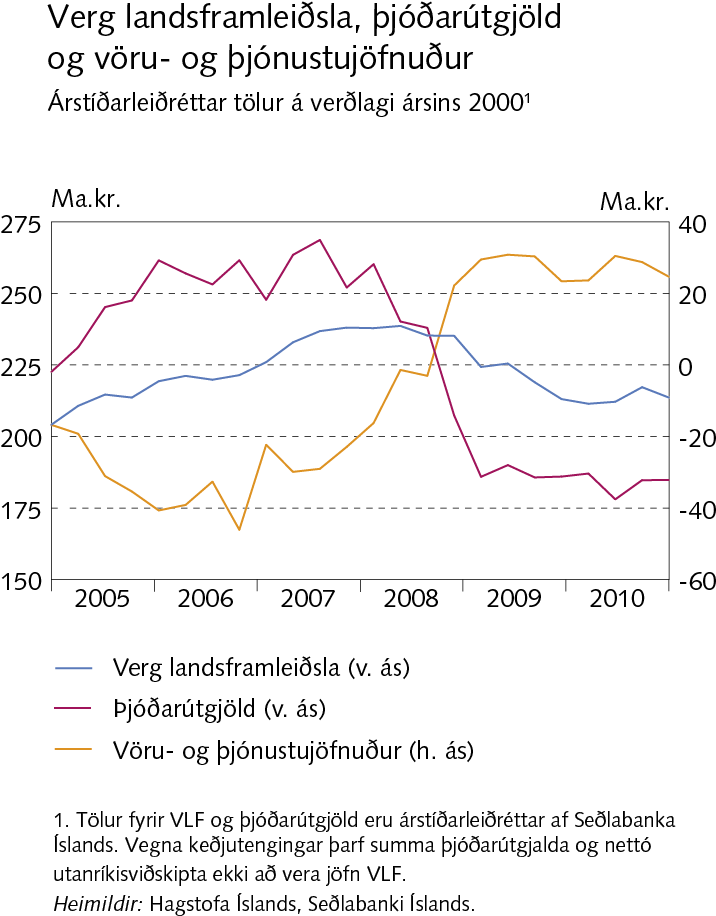 Verg landsframleiðsla, þjóðarútgjöld
og vöru- og þjónustujöfnuður
Árstíðarleiðréttar tölur á verðlagi ársins 2000¹
Ma.kr. Ma.kr.
275 40
250 20
225 0
200 -20
175 -40
150 -60
2005 2006 2007 2008 2009 2010
Verg landsframleiðsla (v. ás)
Þjóðarútgjöld (v. ás)
Vöru- og þjónustujöfnuður (h. ás)
1. Tölur fyrir VLF og þjóðarútgjöld eru árstíðarleiðréttar af Seðlabanka
Íslands. Vegna keðjutengingar þarf summa þjóðarútgjalda og nettó
utanríkisviðskipta ekki að vera jöfn VLF.
Heimildir: Hagstofa Íslands, Seðlabanki Íslands.